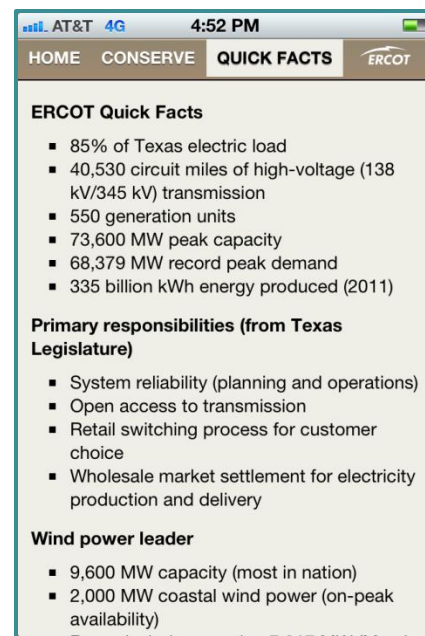 AT&T 4G 4:52 PM
HOME CONSERVE QUICK FACTS ERCOT
ERCOT Quick Facts
▪ 85% of Texas electric load
▪ 40,530 circuit miles of high-voltage (138
kV/345 kV) transmission
▪ 550 generation units
▪ 73,600 MW peak capacity
▪ 68,379 MW record peak demand
▪ 335 billion kWh energy produced (2011)
Primary responsibilities (from Texas
Legislature)
▪ System reliability (planning and operations)
▪ Open access to transmission
▪ Retail switching process for customer
choice
▪ Wholesale market settlement for electricity
production and delivery
Wind power leader
▪ 9,600 MW capacity (most in nation)
▪ 2,000 MW coastal wind power (on-peak
availability)